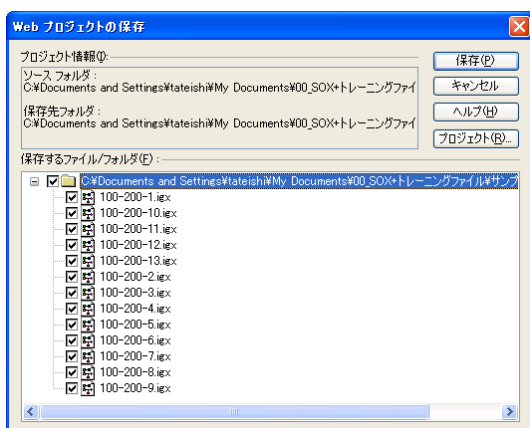 Web プロジェクトの保存
プロジェクト情報(I):
ソース フォルダ :
C:¥Documents and Settings¥tateishi¥My Documents¥00_SOX+トレーニングファイ
保存先フォルダ :
C:¥Documents and Settings¥tateishi¥My Documents¥00_SOX+トレーニングファイ
保存(P)
キャンセル
ヘルプ(H)
プロジェクト(R)...
保存するファイル/フォルダ(F) :
C:¥Documents and Settings¥tateishi¥My Documents¥00_SOX+トレーニングファイル¥サンプ
100-200-1.igx
100-200-10.igx
100-200-11.igx
100-200-12.igx
100-200-13.igx
100-200-2.igx
100-200-3.igx
100-200-4.igx
100-200-5.igx
100-200-6.igx
100-200-7.igx
100-200-8.igx
100-200-9.igx